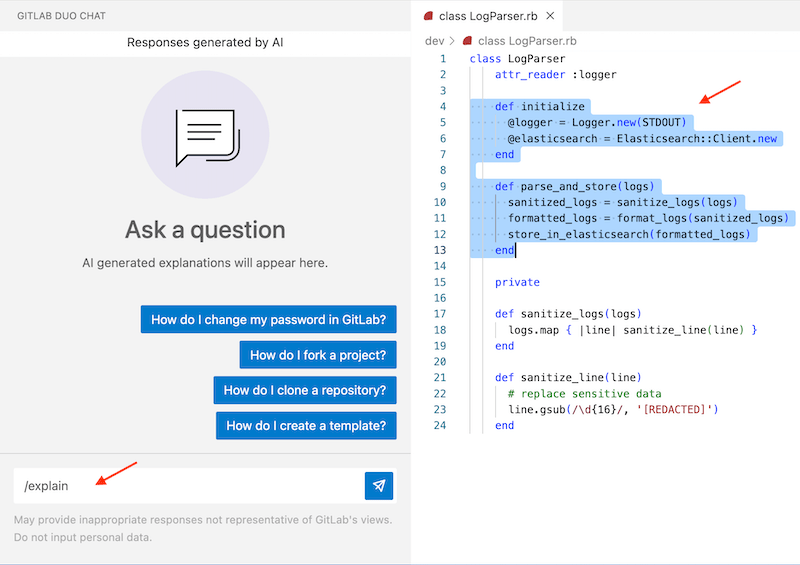 GITLAB DUO CHAT
Responses generated by AI
Ask a question
AI generated explanations will appear here.
How do I change my password in GitLab?
How do I fork a project?
How do I clone a repository?
How do I create a template?
/explain
May provide inappropriate responses not representative of GitLab's views.
Do not input personal data.
class LogParser.rb
dev > class LogParser.rb
1 class LogParser
2 attr_reader :logger
3
4 def initialize
5 @logger = Logger.new(STDOUT)
6 @elasticsearch = Elasticsearch::Client.new
7 end
8
9 def parse_and_store(logs)
10 sanitized_logs = sanitize_logs(logs)
11 formatted_logs = format_logs(sanitized_logs)
12 store_in_elasticsearch(formatted_logs)
13 end
14
15 private
16
17 def sanitize_logs(logs)
18 logs.map { |line| sanitize_line(line) }
19 end
20
21 def sanitize_line(line)
22 # replace sensitive data
23 line.gsub(/\d{16}/, '[REDACTED]')
24 end